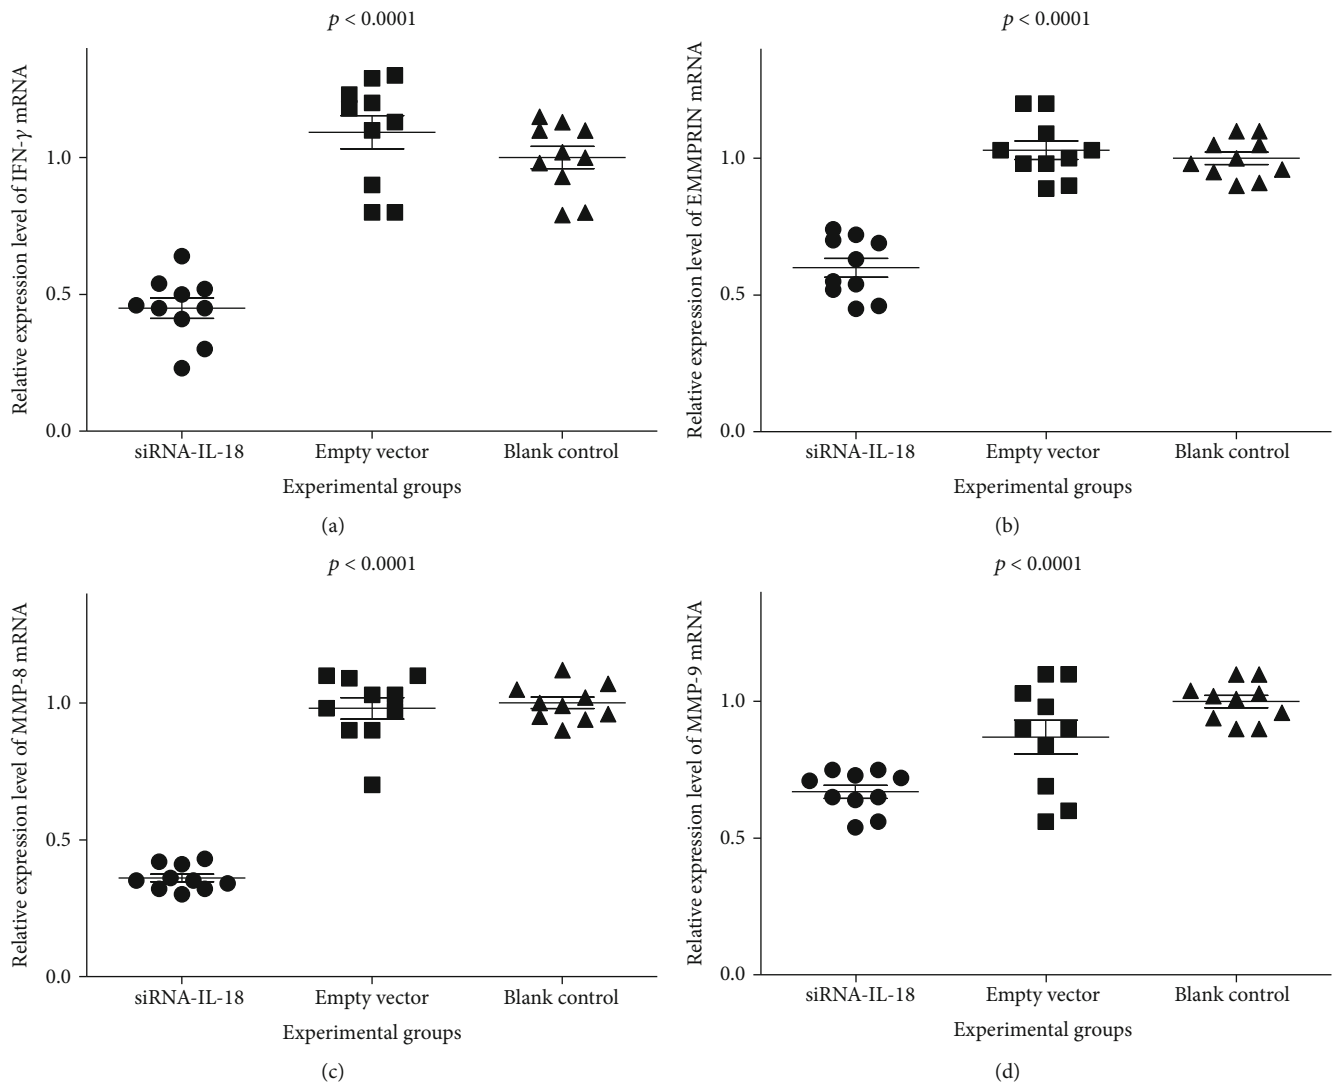 p < 0.0001
Relative expression level of IFN-γ mRNA
1.0
0.5
0.0
siRNA-IL-18 Empty vector Blank control
Experimental groups
(a)
p < 0.0001
Relative expression level of EMMPRIN mRNA
1.0
0.5
0.0
siRNA-IL-18 Empty vector Blank control
Experimental groups
(b)
p < 0.0001
Relative expression level of MMP-8 mRNA
1.0
0.5
0.0
siRNA-IL-18 Empty vector Blank control
Experimental groups
(c)
p < 0.0001
Relative expression level of MMP-9 mRNA
1.0
0.5
0.0
siRNA-IL-18 Empty vector Blank control
Experimental groups
(d)